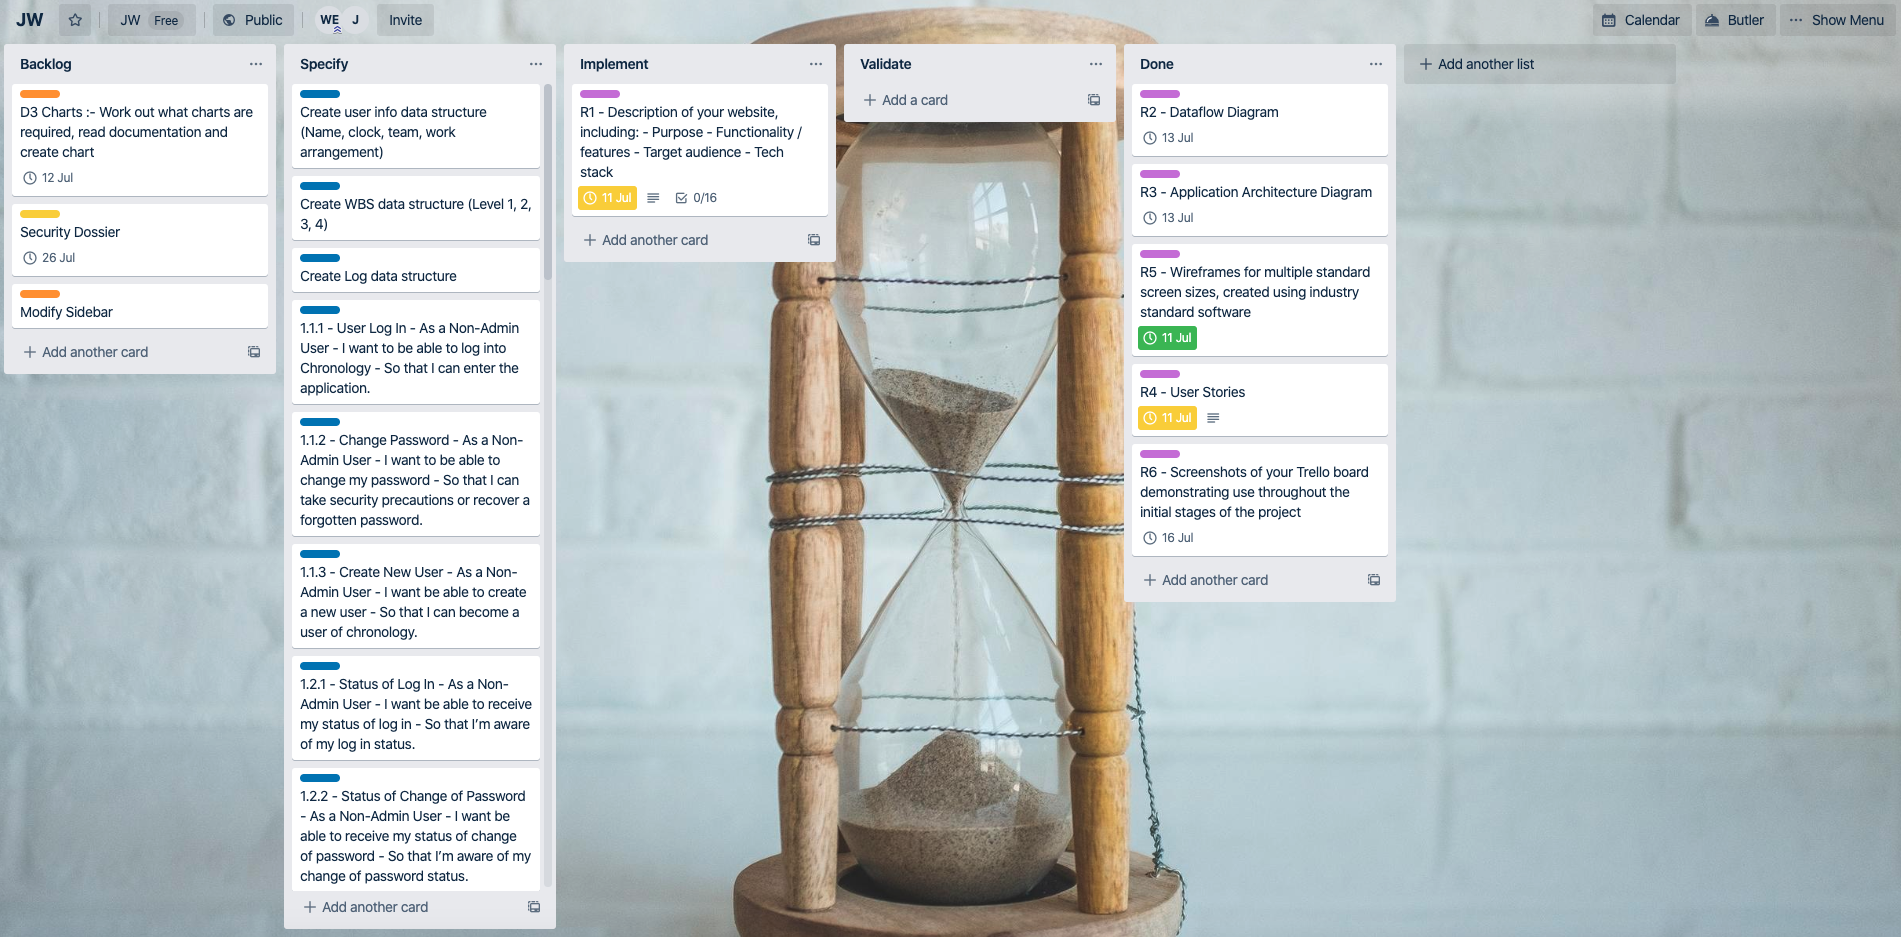 JW
JW Free
Public
WE J
Invite
Calendar
Butler
Show Menu
Backlog
D3 Charts :- Work out what charts are
required, read documentation and
create chart
12 Jul
Security Dossier
26 Jul
Modify Sidebar
Add another card
Specify
Create user info data structure
(Name, clock, team, work
arrangement)
Create WBS data structure (Level 1, 2,
3, 4)
Create Log data structure
1.1.1 - User Log In - As a Non-Admin
User - I want to be able to log into
Chronology - So that I can enter the
application.
1.1.2 - Change Password - As a Non-
Admin User - I want to be able to
change my password - So that I can
take security precautions or recover a
forgotten password.
1.1.3 - Create New User - As a Non-
Admin User - I want be able to create
a new user - So that I can become a
user of chronology.
1.2.1 - Status of Log In - As a Non-
Admin User - I want be able to receive
my status of log in - So that I’m aware
of my log in status.
1.2.2 - Status of Change of Password
- As a Non-Admin User - I want be
able to receive my status of change
of password - So that I’m aware of my
change of password status.
Add another card
Implement
R1 - Description of your website,
including: - Purpose - Functionality /
features - Target audience - Tech
stack
11 Jul 0/16
Add another card
Validate
Add a card
Done
R2 - Dataflow Diagram
13 Jul
R3 - Application Architecture Diagram
13 Jul
R5 - Wireframes for multiple standard
screen sizes, created using industry
standard software
11 Jul
R4 - User Stories
11 Jul
R6 - Screenshots of your Trello board
demonstrating use throughout the
initial stages of the project
16 Jul
Add another card
Add another list